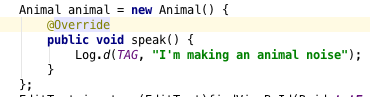 Animal animal = new Animal() {
@Override
public void speak() {
Log.d(TAG, "I'm making an animal noise");
}
};